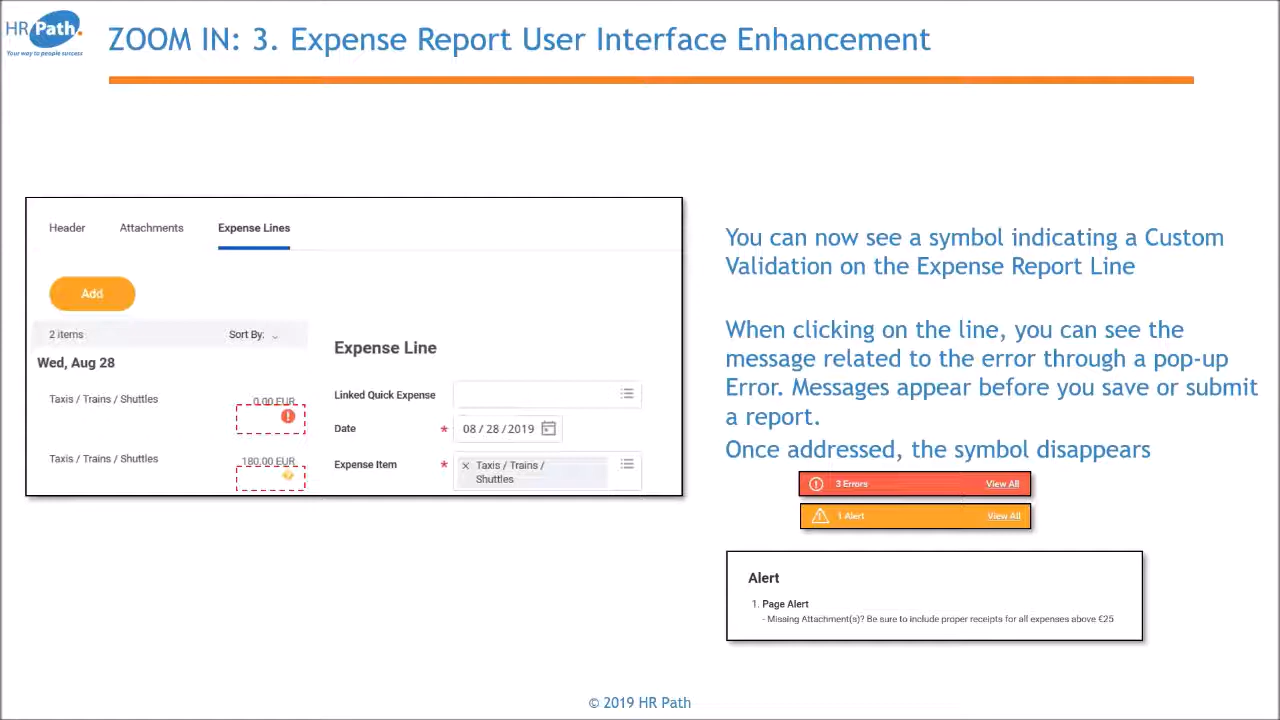 HR Path.
Your way to people success
ZOOM IN: 3. Expense Report User Interface Enhancement
Header Attachments Expense Lines
Add
2 items Sort By:
Wed, Aug 28
Taxis / Trains / Shuttles 0.00 EUR
Taxis / Trains / Shuttles 180.00 EUR
Expense Line
Linked Quick Expense
Date * 08 / 28 / 2019
Expense Item * × Taxis / Trains /
Shuttles
You can now see a symbol indicating a Custom
Validation on the Expense Report Line
When clicking on the line, you can see the
message related to the error through a pop-up
Error. Messages appear before you save or submit
a report.
Once addressed, the symbol disappears
3 Errors View All
1 Alert View All
Alert
1. Page Alert
- Missing Attachment(s)? Be sure to include proper receipts for all expenses above €25
© 2019 HR Path